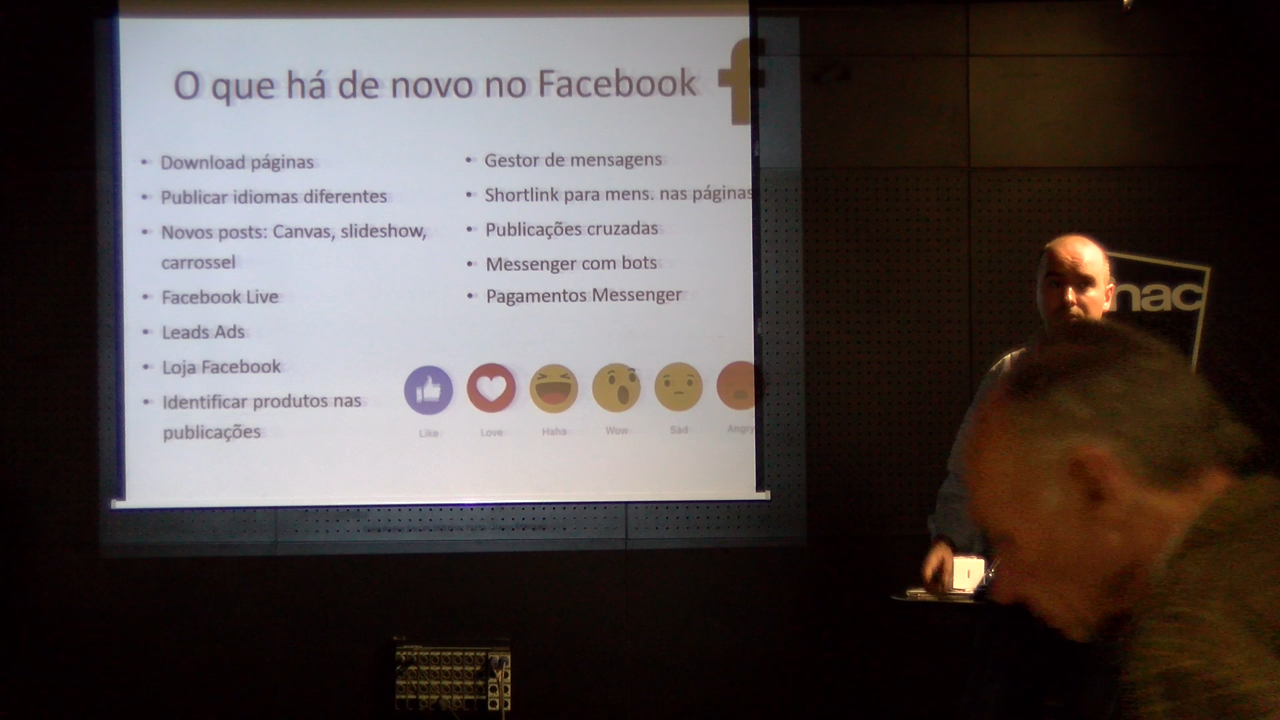 O que há de novo no Facebook
f
• Download páginas
• Publicar idiomas diferentes
• Novos posts: Canvas, slideshow,
carrossel
• Facebook Live
• Leads Ads
• Loja Facebook
• Identificar produtos nas
publicações
• Gestor de mensagens
• Shortlink para mens. nas páginas
• Publicações cruzadas
• Messenger com bots
• Pagamentos Messenger
Like
Love
Haha
Wow
Sad
Angry
nac